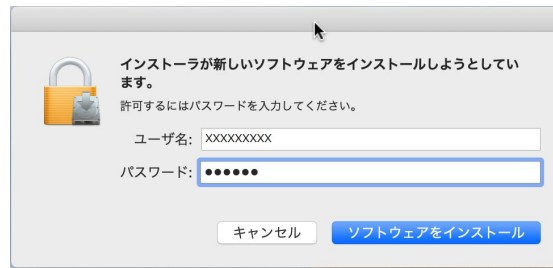 インストーラが新しいソフトウェアをインストールしようとしてい
ます。
許可するにはパスワードを入力してください。
ユーザ名: XXXXXXXXX
パスワード: ●●●●●●
キャンセル ソフトウェアをインストール